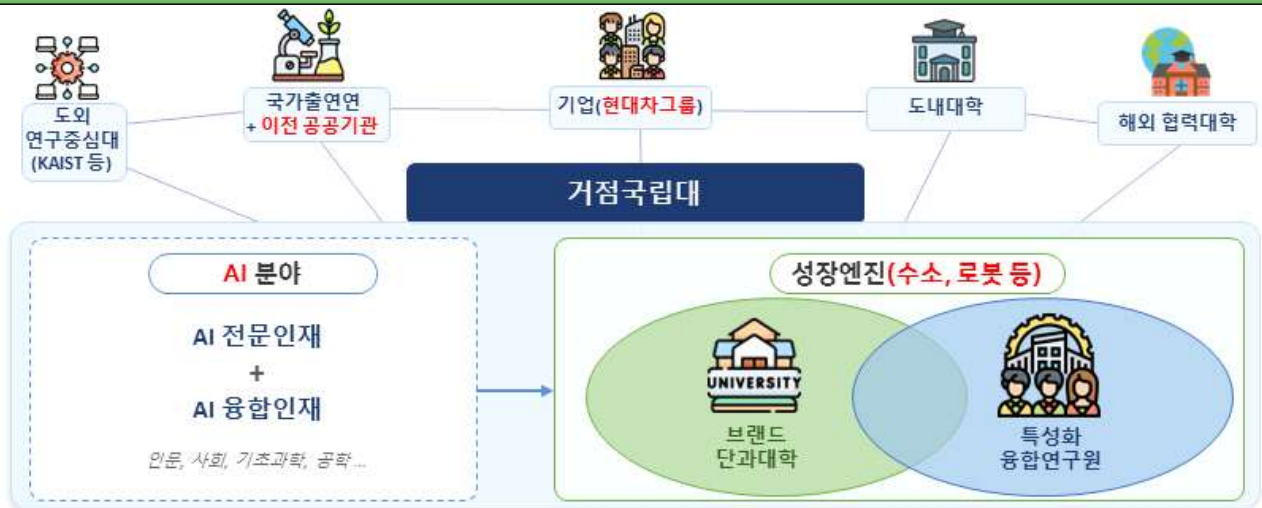 도외
연구중심대
(KAIST 등)
국가출연연
+ 이전 공공기관
기업(현대차그룹)
도내대학
해외 협력대학
거점국립대
AI 분야
AI 전문인재
+
AI 융합인재
인문, 사회, 기초과학, 공학 ...
성장엔진(수소, 로봇 등)
UNIVERSITY
브랜드
단과대학
특성화
융합연구원